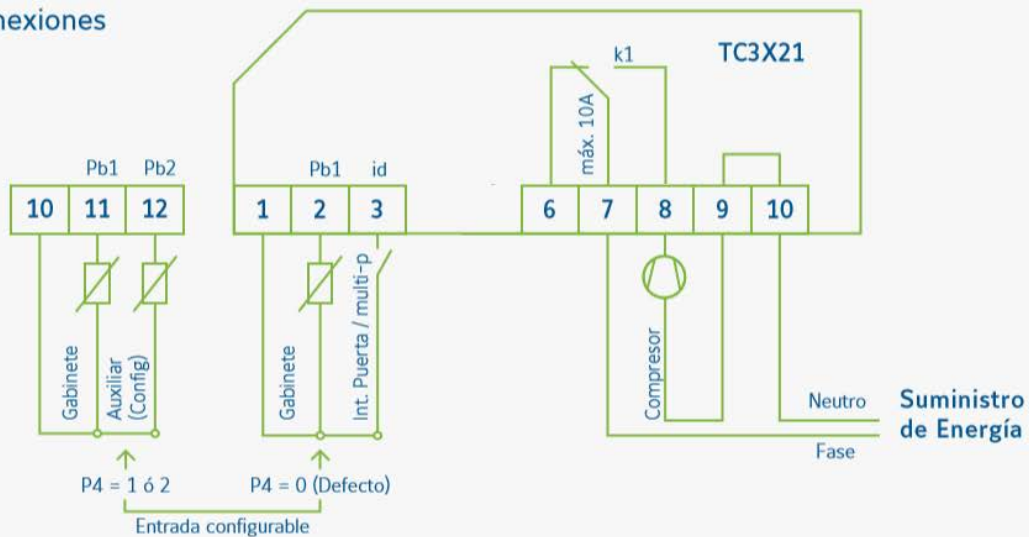 nexiones
k1
TC3X21
máx. 10A
Pb1 Pb2
Pb1 id
10 11 12
1 2 3
6 7 8 9 10
Gabinete
Auxiliar
(Config)
Gabinete
Int. Puerta / multi-p
Compresor
Neutro
Fase
Suministro
de Energía
P4 = 1 ó 2
P4 = 0 (Defecto)
Entrada configurable